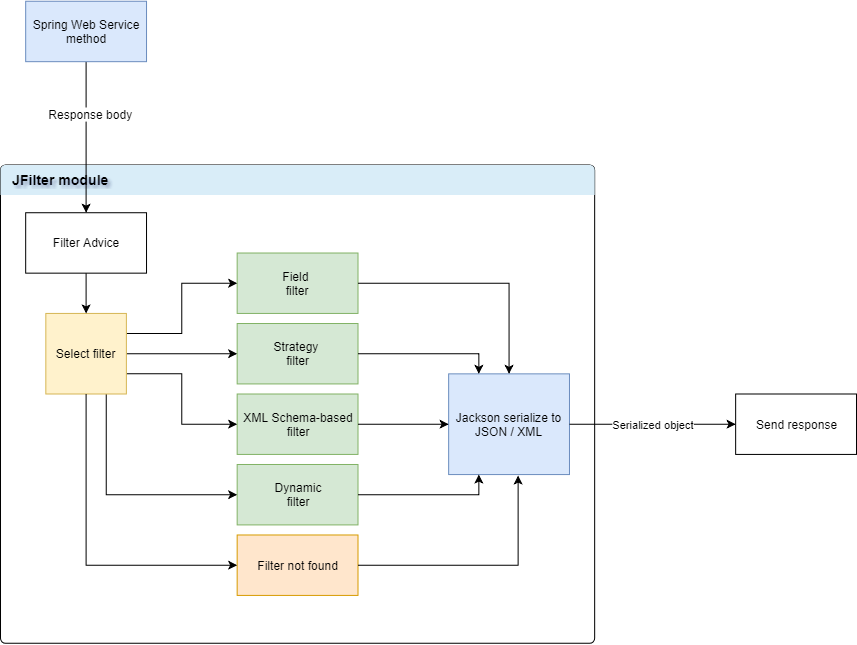 Spring Web Service
method
Response body
JFilter module
Filter Advice
Select filter
Field
filter
Strategy
filter
XML Schema-based
filter
Dynamic
filter
Filter not found
Jackson serialize to
JSON / XML
Serialized object
Send response